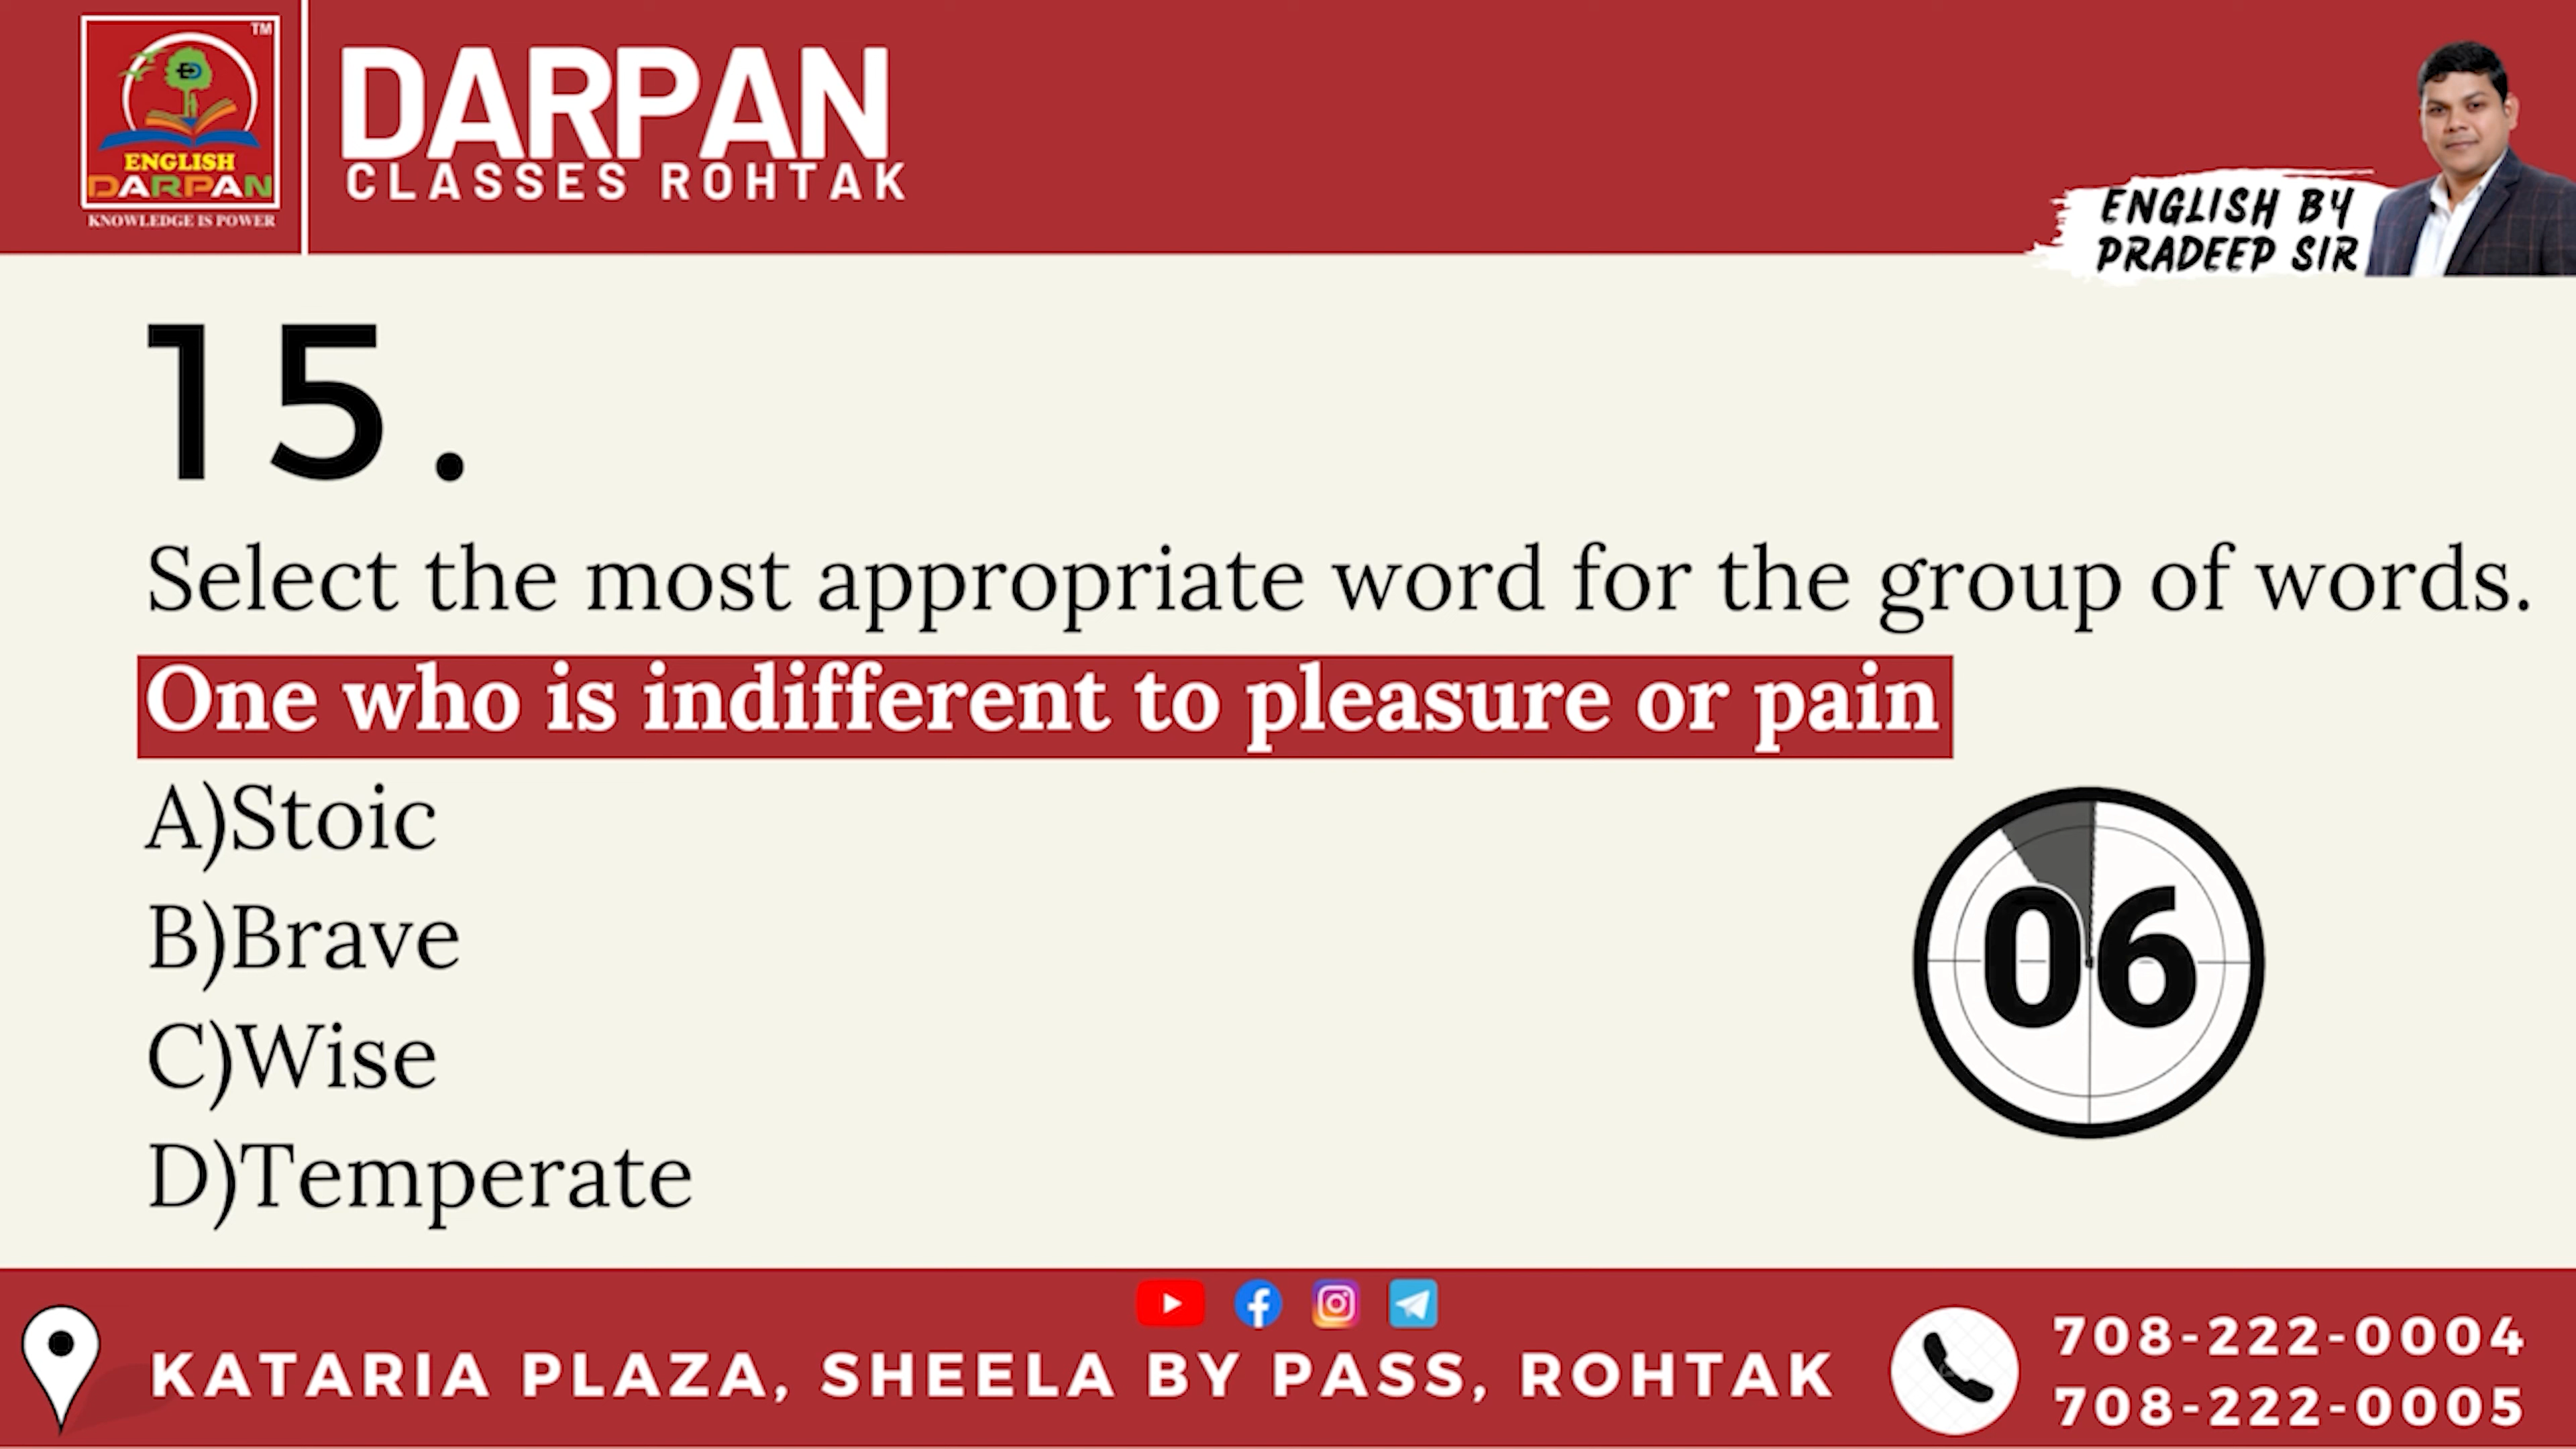 TM
ENGLISH
DARPAN
KNOWLEDGE IS POWER
DARPAN
CLASSES ROHTAK
ENGLISH BY
PRADEEP SIR
15.
Select the most appropriate word for the group of words.
One who is indifferent to pleasure or pain
A)Stoic
B)Brave
C)Wise
D)Temperate
06
KATARIA PLAZA, SHEELA BY PASS, ROHTAK
708-222-0004
708-222-0005